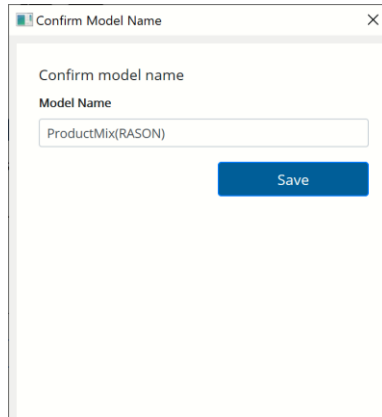 Confirm Model Name
Confirm model name
Model Name
ProductMix(RASON)
Save